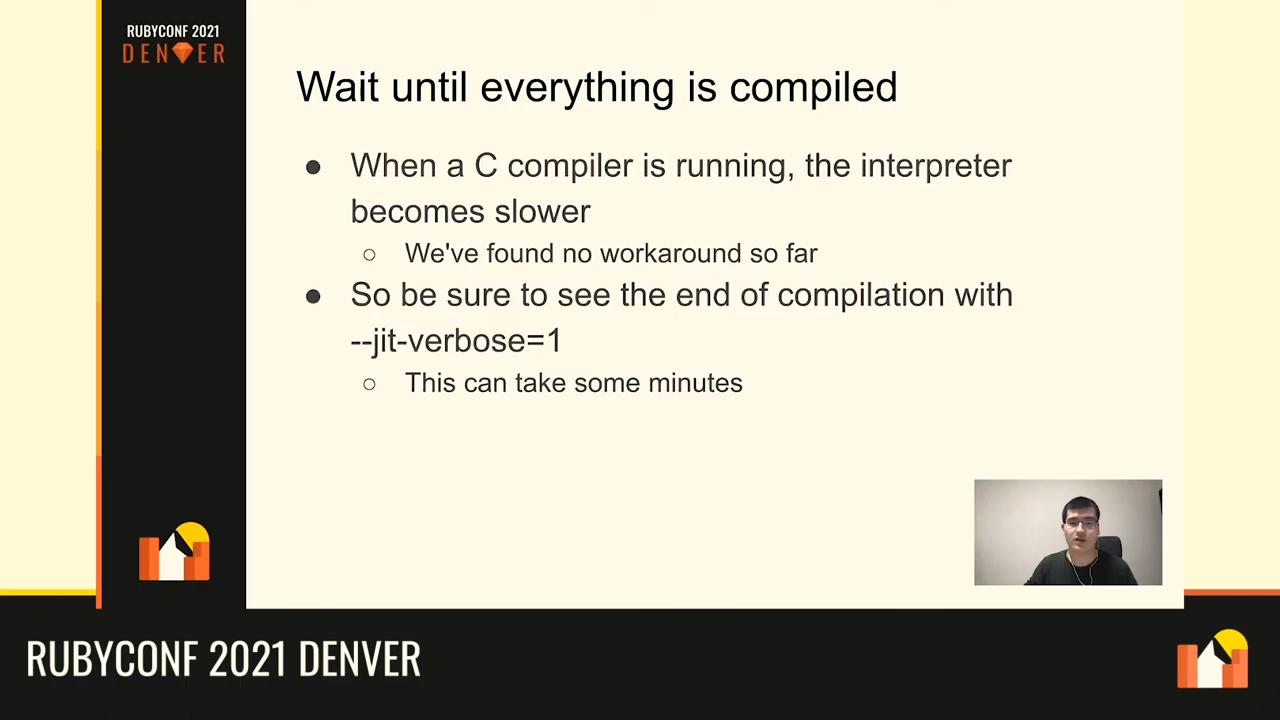 RUBYCONF 2021
DENVER
Wait until everything is compiled
● When a C compiler is running, the interpreter
becomes slower
○ We've found no workaround so far
● So be sure to see the end of compilation with
--jit-verbose=1
○ This can take some minutes
RUBYCONF 2021 DENVER